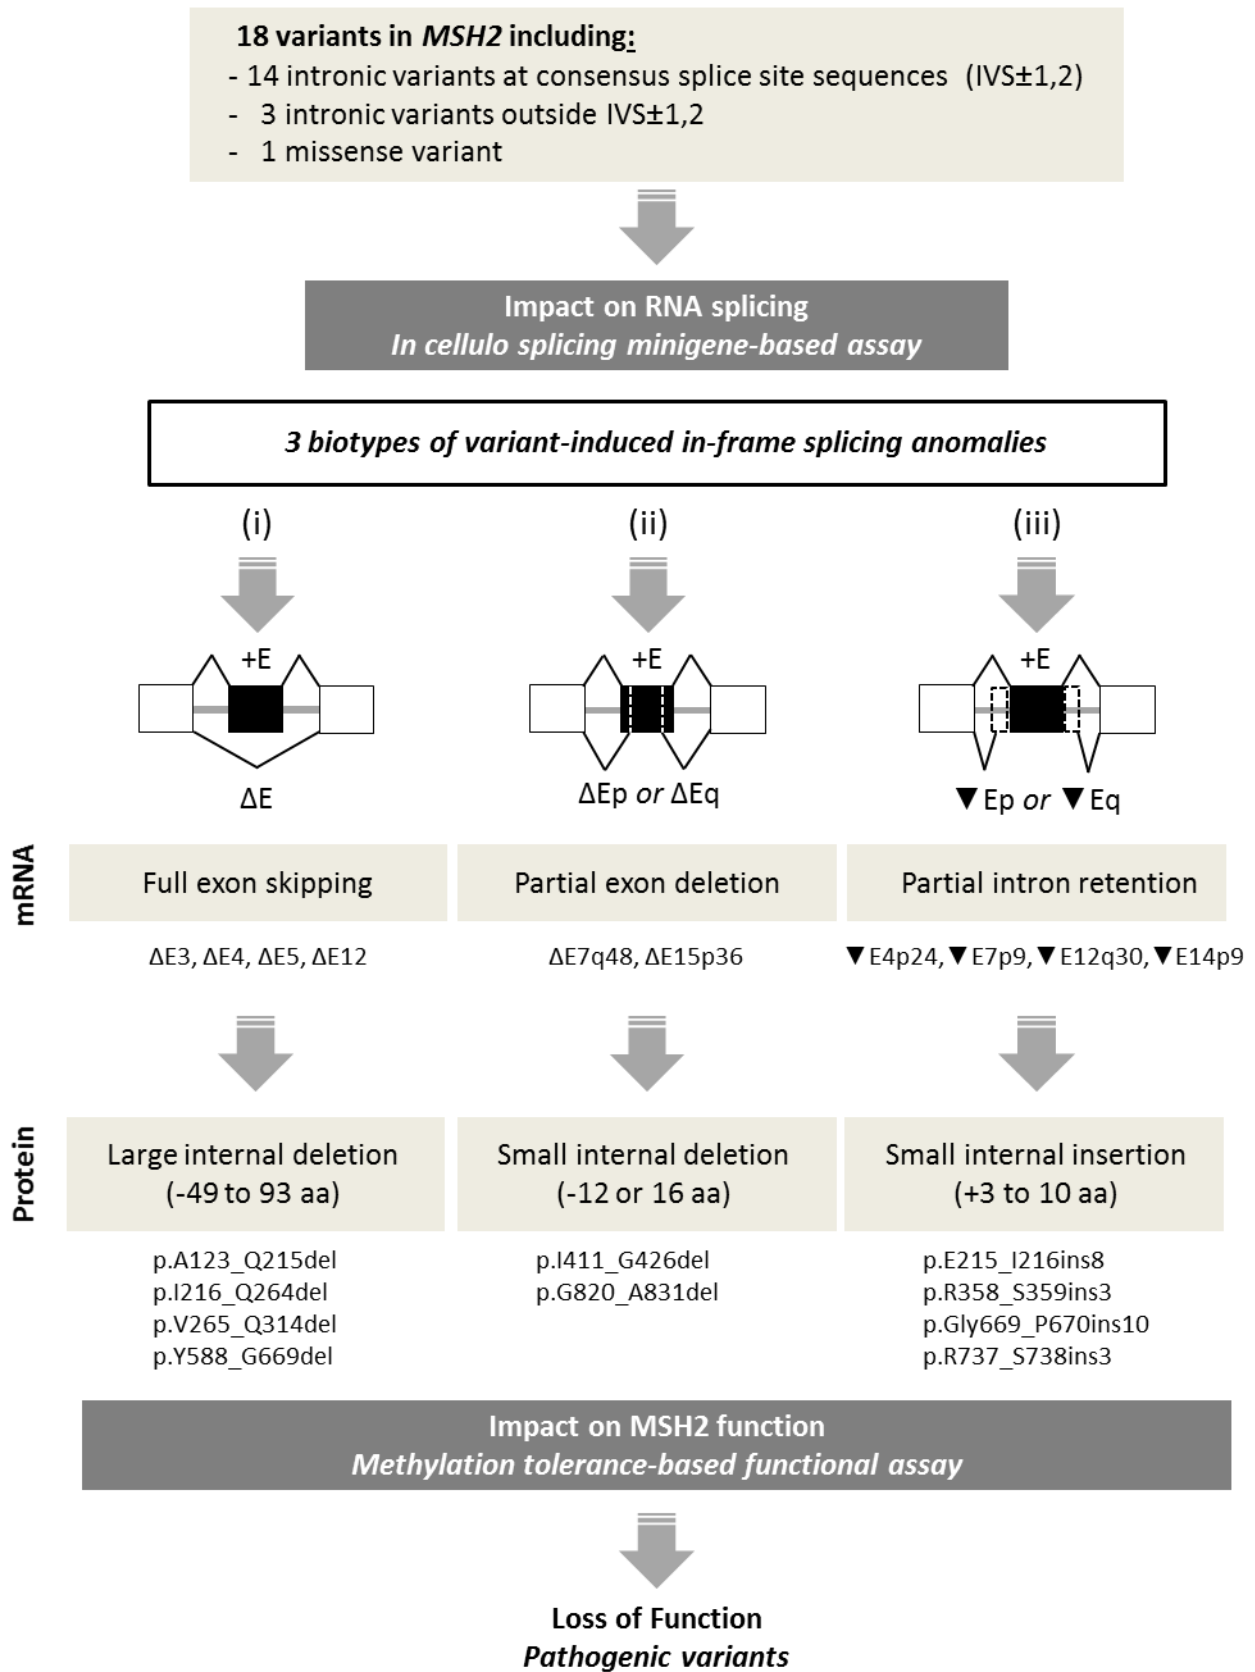 18 variants in MSH2 including:
- 14 intronic variants at consensus splice site sequences (IVS±1,2)
- 3 intronic variants outside IVS±1,2
- 1 missense variant
Impact on RNA splicing
In cellulo splicing minigene-based assay
3 biotypes of variant-induced in-frame splicing anomalies
(i)
(ii)
(iii)
+E
+E
+E
ΔE
ΔEp or ΔEq
▼Ep or ▼Eq
mRNA
Full exon skipping
Partial exon deletion
Partial intron retention
ΔE3, ΔE4, ΔE5, ΔE12
ΔE7q48, ΔE15p36
▼E4p24, ▼E7p9, ▼E12q30, ▼E14p9
Protein
Large internal deletion
(-49 to 93 aa)
Small internal deletion
(-12 or 16 aa)
Small internal insertion
(+3 to 10 aa)
p.A123_Q215del
p.I216_Q264del
p.V265_Q314del
p.Y588_G669del
p.I411_G426del
p.G820_A831del
p.E215_I216ins8
p.R358_S359ins3
p.Gly669_P670ins10
p.R737_S738ins3
Impact on MSH2 function
Methylation tolerance-based functional assay
Loss of Function
Pathogenic variants